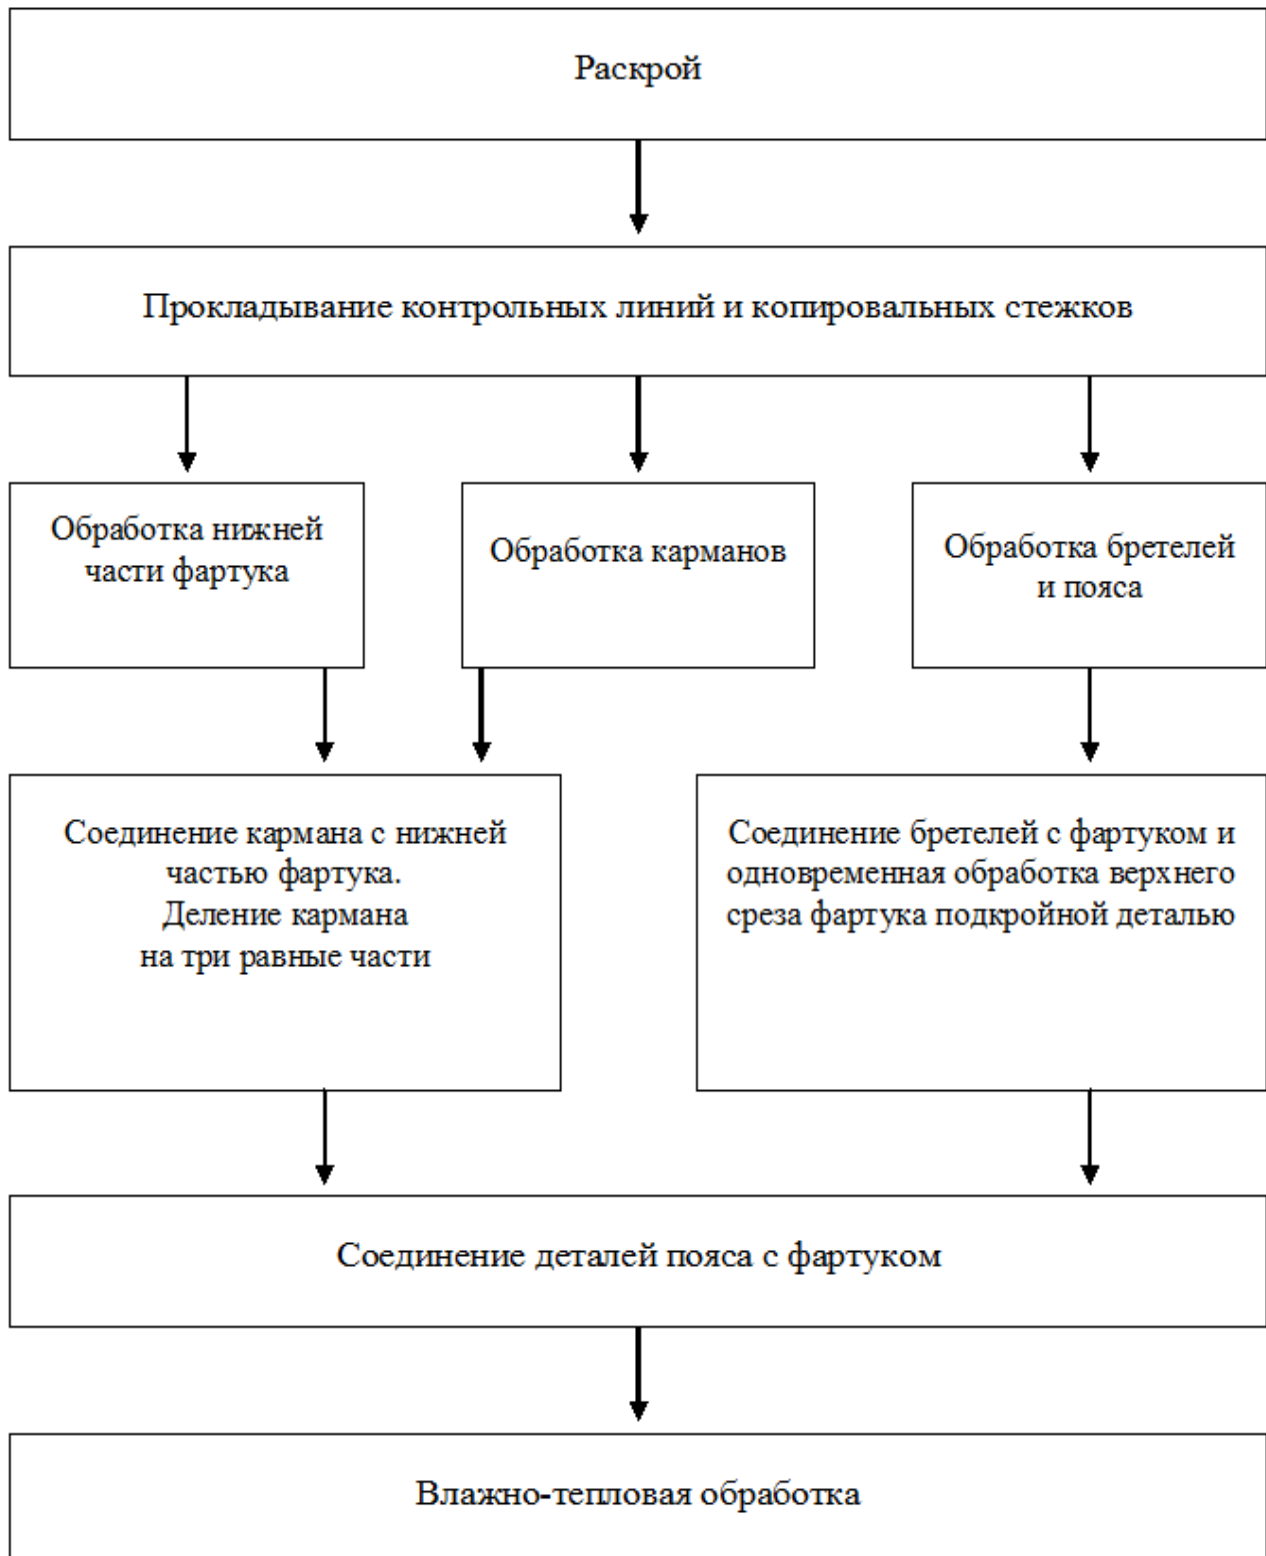 Раскрой
Прокладывание контрольных линий и копировальных стежков
Обработка нижней
части фартука
Обработка карманов
Обработка бретелей
и пояса
Соединение кармана с нижней
частью фартука.
Деление кармана
на три равные части
Соединение бретелей с фартуком и
одновременная обработка верхнего
среза фартука подкройной деталью
Соединение деталей пояса с фартуком
Влажно-тепловая обработка